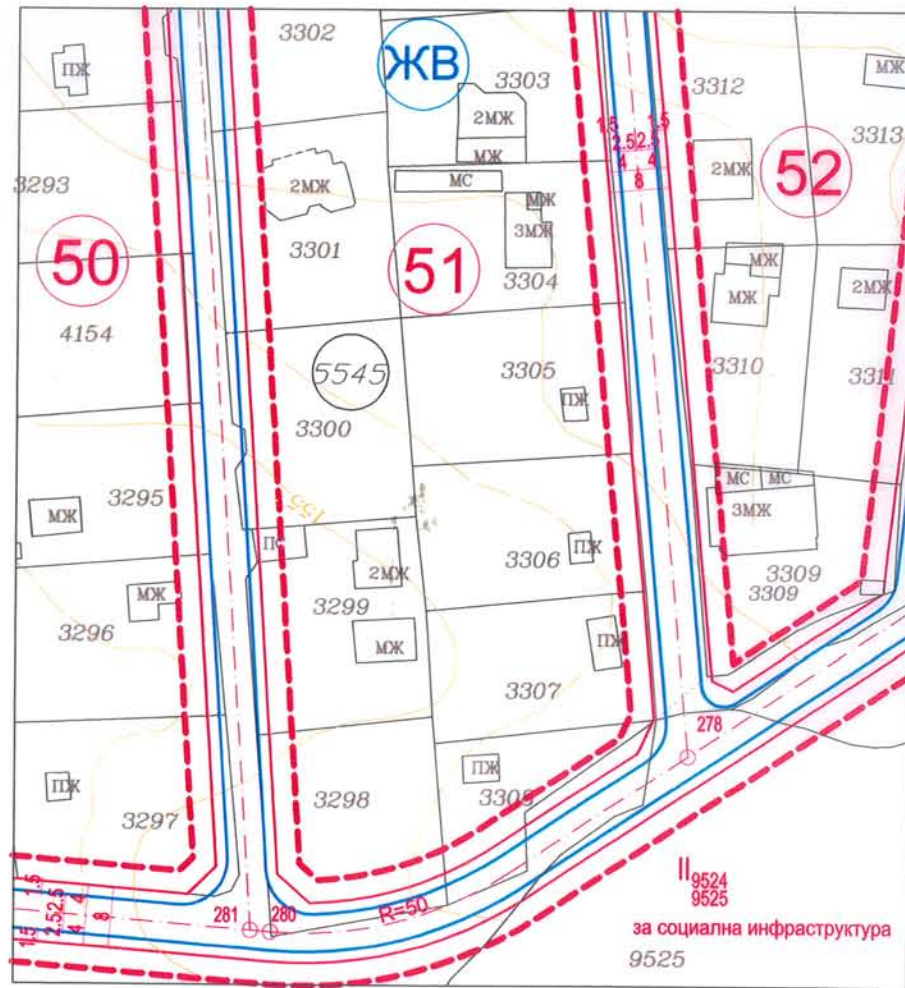 3302
ЖВ
3303
3312
МЖ
ПЖ
2МЖ
МЖ
3313
1.5
1.5
2.5
2.5
4
4
8
2МЖ
52
3293
2МЖ
МС
МЖ
3МЖ
3301
50
51
3304
МЖ
МЖ
2МЖ
4154
5545
3305
3310
3311
ПЖ
3300
МС
МС
3295
155
3МЖ
МЖ
ПС
3306
ПЖ
2МЖ
3309
3309
МЖ
3299
3296
МЖ
ПЖ
3307
278
ПЖ
ПЖ
3308
3298
3297
II 9524
9525
1.5
2.5
2.5
4
4
8
1.5
281
280
R=50
за социална инфраструктура
9525